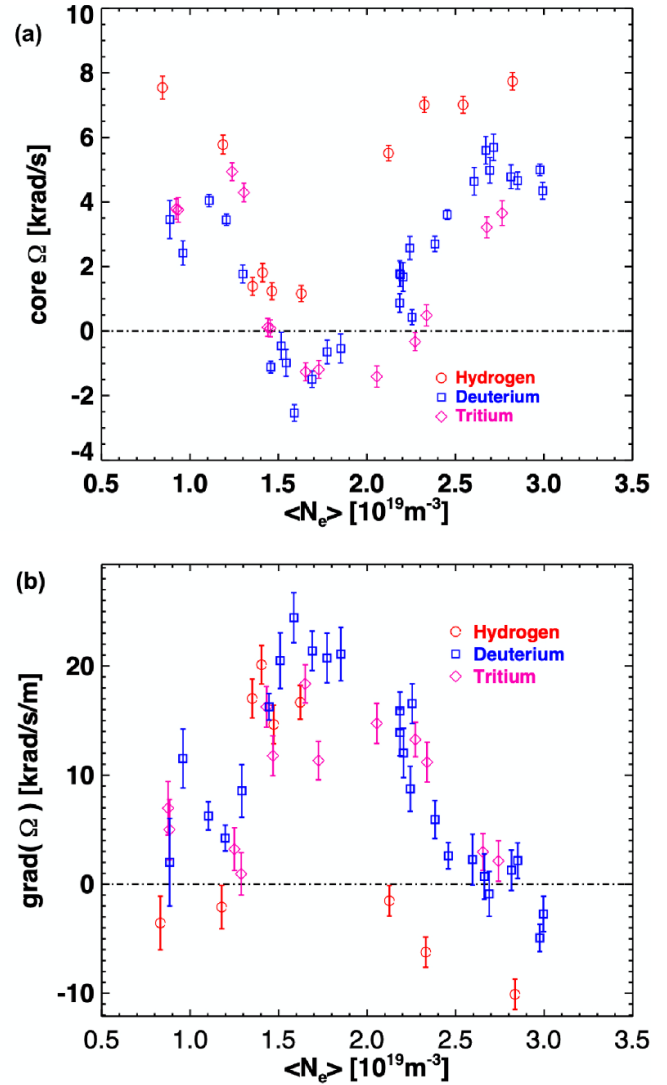 (a)
10
8
6
4
2
0
-2
-4
core Ω [krad/s]
Hydrogen
Deuterium
Tritium
0.5 1.0 1.5 2.0 2.5 3.0 3.5
<Nₑ> [10¹⁹m⁻³]
(b)
20
10
0
-10
grad( Ω ) [krad/s/m]
Hydrogen
Deuterium
Tritium
0.5 1.0 1.5 2.0 2.5 3.0 3.5
<Nₑ> [10¹⁹m⁻³]